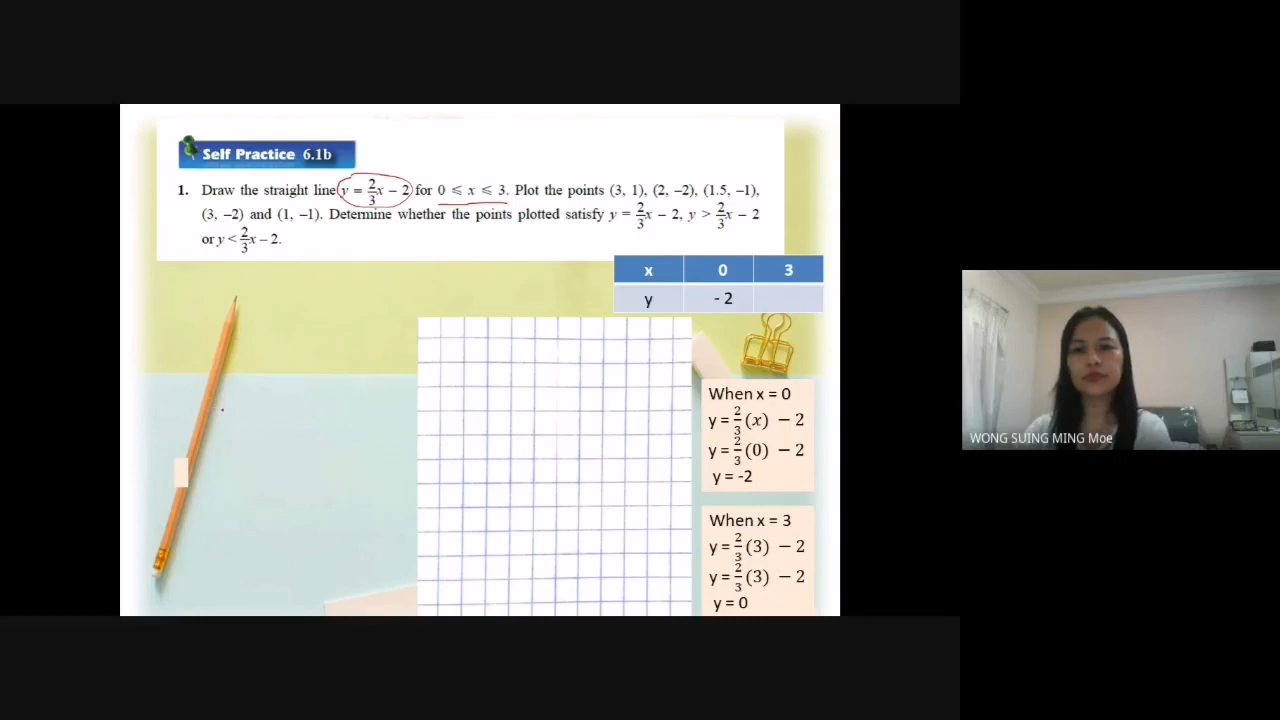 Self Practice 6.1b
1. Draw the straight line y = 2/3x − 2 for 0 ⩽ x ⩽ 3. Plot the points (3, 1), (2, −2), (1.5, −1),
(3, −2) and (1, −1). Determine whether the points plotted satisfy y = 2/3x − 2, y > 2/3x − 2
or y < 2/3x − 2.
x 0 3
y - 2
When x = 0
y = 2/3(x) − 2
y = 2/3(0) − 2
y = -2
When x = 3
y = 2/3(3) − 2
y = 2/3(3) − 2
y = 0
WONG SUING MING Moe